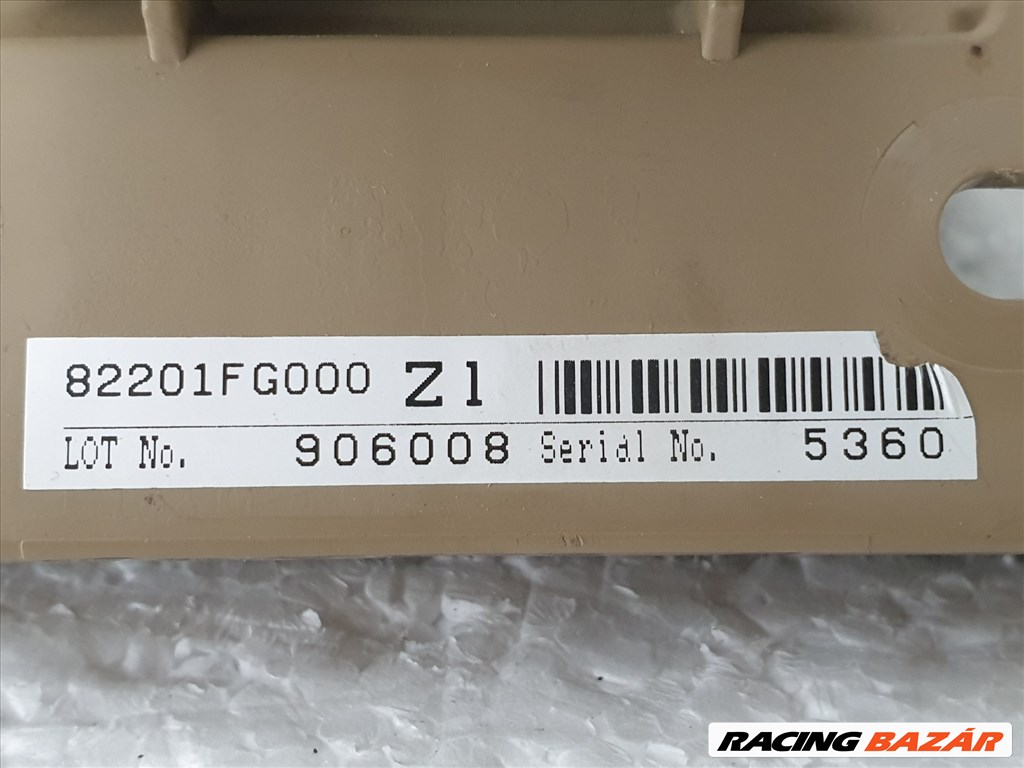 82201FG000 Z1
LOT No. 906008 Serial No. 5360
RACING BAZÁR